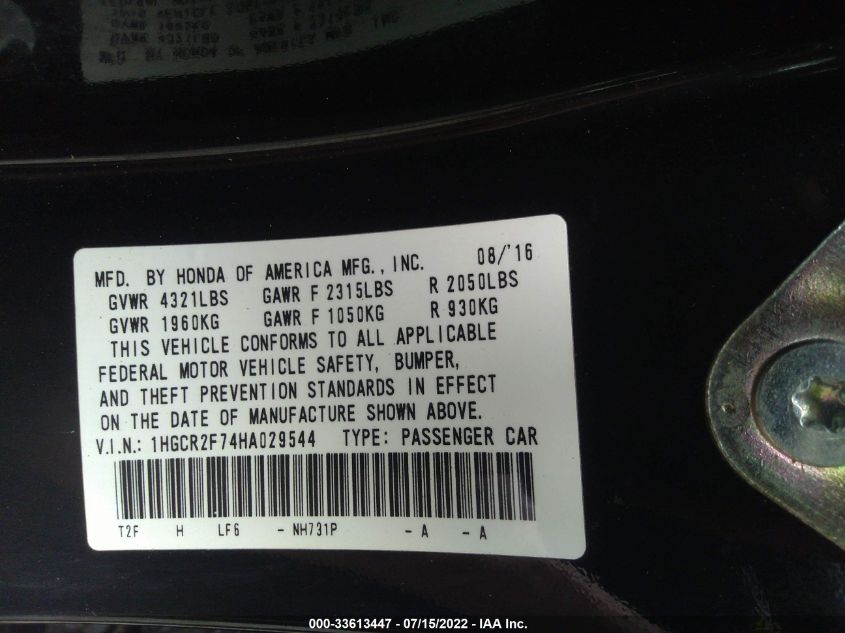 MFD. BY HONDA OF AMERICA MFG., INC. 08/'16
GVWR 4321LBS GAWR F 2315LBS R 2050LBS
GVWR 1960KG GAWR F 1050KG R 930KG
THIS VEHICLE CONFORMS TO ALL APPLICABLE
FEDERAL MOTOR VEHICLE SAFETY, BUMPER,
AND THEFT PREVENTION STANDARDS IN EFFECT
ON THE DATE OF MANUFACTURE SHOWN ABOVE.
V.I.N.: 1HGCR2F74HA029544 TYPE: PASSENGER CAR
T2F H LF6 - NH731P - A - A
000-33613447 - 07/15/2022 - IAA Inc.